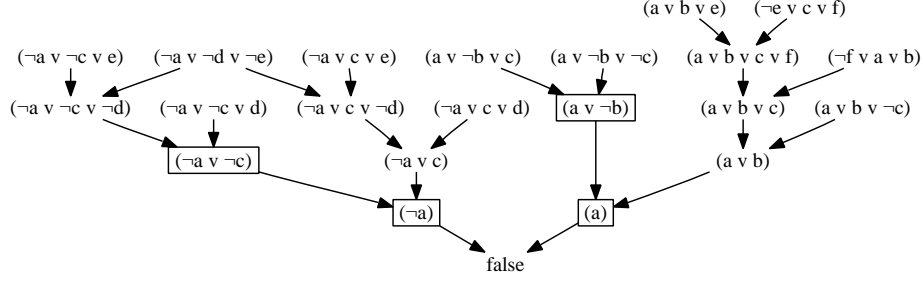 (a v b v e) (¬e v c v f)
(¬a v ¬c v e) (¬a v ¬d v ¬e) (¬a v c v e) (a v ¬b v c) (a v ¬b v ¬c) (a v b v c v f) (¬f v a v b)
(¬a v ¬c v ¬d) (¬a v ¬c v d) (¬a v c v ¬d) (¬a v c v d) (a v ¬b) (a v b v c) (a v b v ¬c)
(¬a v ¬c) (¬a v c) (a v b)
(¬a) (a)
false